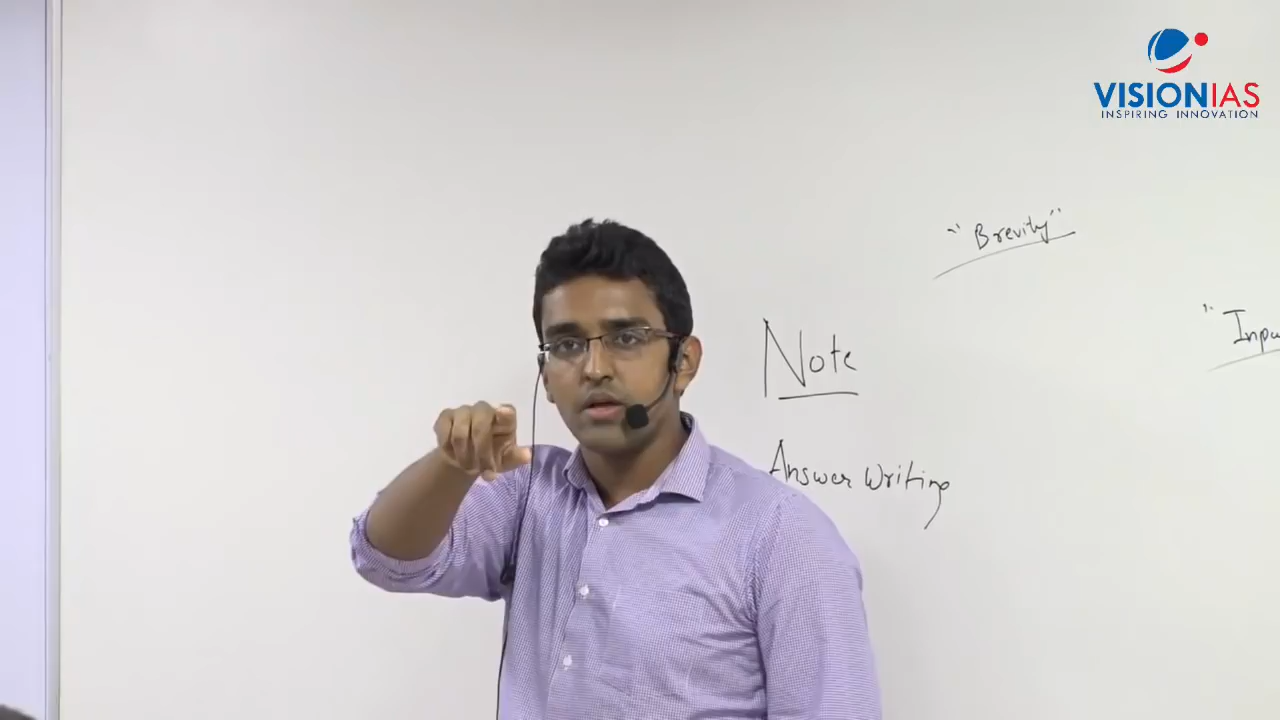 VISIONIAS
INSPIRING INNOVATION
"Brevity"
Note
Answer Writing